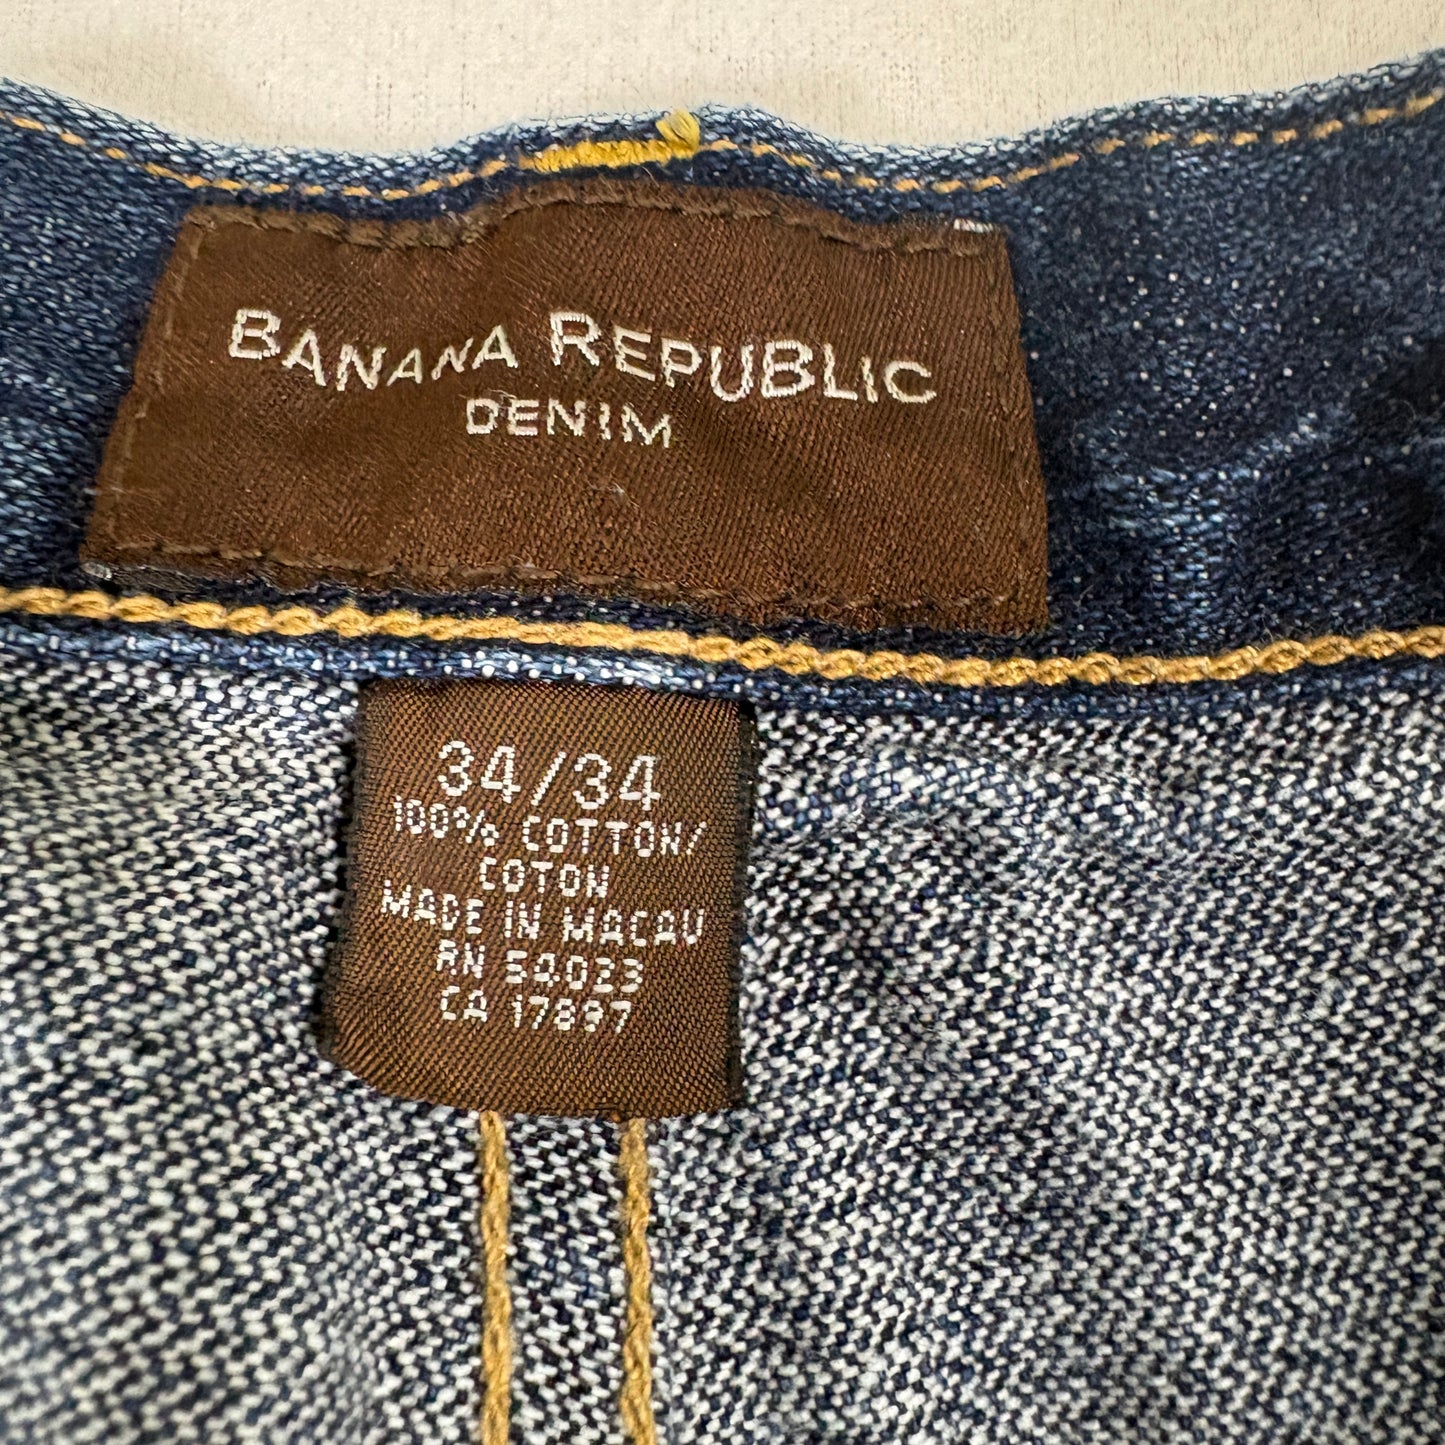 BANANA REPUBLIC
DENIM
34/34
100% COTTON/
COTON
MADE IN MACAU
RN 54023
CA 17897